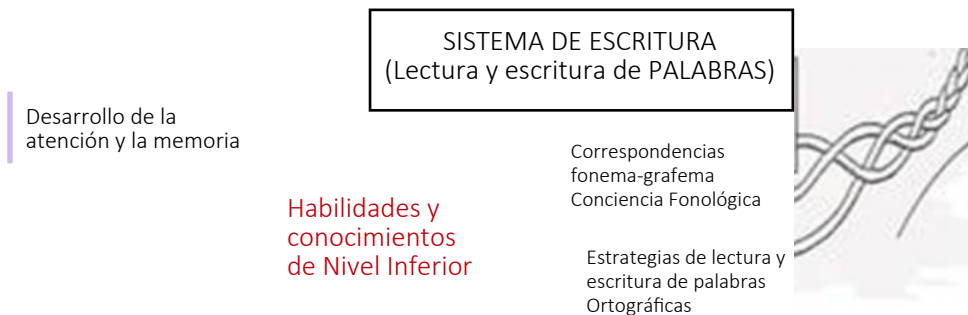 SISTEMA DE ESCRITURA
(Lectura y escritura de PALABRAS)
Desarrollo de la
atención y la memoria
Correspondencias
fonema-grafema
Conciencia Fonológica
Habilidades y
conocimientos
de Nivel Inferior
Estrategias de lectura y
escritura de palabras
Ortográficas